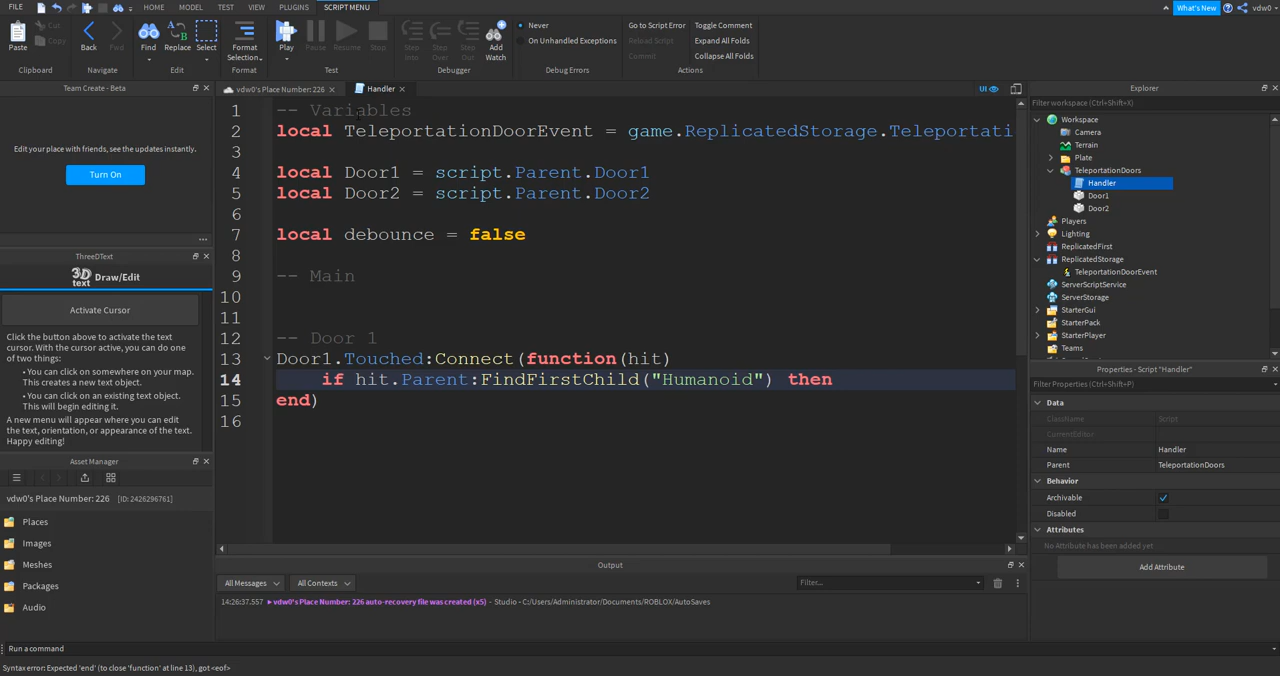 FILE HOME MODEL TEST VIEW PLUGINS SCRIPT MENU What's New vdw0
Paste Cut Copy Back Fwd Find Replace Select Format Selection Play Pause Resume Stop Step Into Step Over Step Out Add Watch
Never
On Unhandled Exceptions
Go to Script Error
Reload Script
Commit
Toggle Comment
Expand All Folds
Collapse All Folds
Clipboard Navigate Edit Format Test Debugger Debug Errors Actions
Team Create - Beta
Edit your place with friends, see the updates instantly.
Turn On
ThreeDText
3D text Draw/Edit
Activate Cursor
Click the button above to activate the text
cursor. With the cursor active, you can do one
of two things:
• You can click on somewhere on your map.
This creates a new text object.
• You can click on an existing text object.
This will begin editing it.
A new menu will appear where you can edit
the text, orientation, or appearance of the text.
Happy editing!
Asset Manager
vdw0's Place Number: 226 [ID: 2426296761]
Places
Images
Meshes
Packages
Audio
vdw0's Place Number: 226 Handler UI
1 -- Variables
2 local TeleportationDoorEvent = game.ReplicatedStorage.Teleportati
3
4 local Door1 = script.Parent.Door1
5 local Door2 = script.Parent.Door2
6
7 local debounce = false
8
9 -- Main
10
11
12 -- Door 1
13 Door1.Touched:Connect(function(hit)
14 if hit.Parent:FindFirstChild("Humanoid") then
15 end)
16
Output
All Messages All Contexts Filter...
14:26:37.557 vdw0's Place Number: 226 auto-recovery file was created (x5) - Studio - C:/Users/Administrator/Documents/ROBLOX/AutoSaves
Explorer
Filter workspace (Ctrl+Shift+X)
Workspace
Camera
Terrain
Plate
TeleportationDoors
Handler
Door1
Door2
Players
Lighting
ReplicatedFirst
ReplicatedStorage
TeleportationDoorEvent
ServerScriptService
ServerStorage
StarterGui
StarterPack
StarterPlayer
Teams
Properties - Script "Handler"
Filter Properties (Ctrl+Shift+P)
Data
ClassName Script
CurrentEditor
Name Handler
Parent TeleportationDoors
Behavior
Archivable
Disabled
Attributes
No Attribute has been added yet
Add Attribute
Run a command
Syntax error: Expected 'end' (to close 'function' at line 13), got <eof>